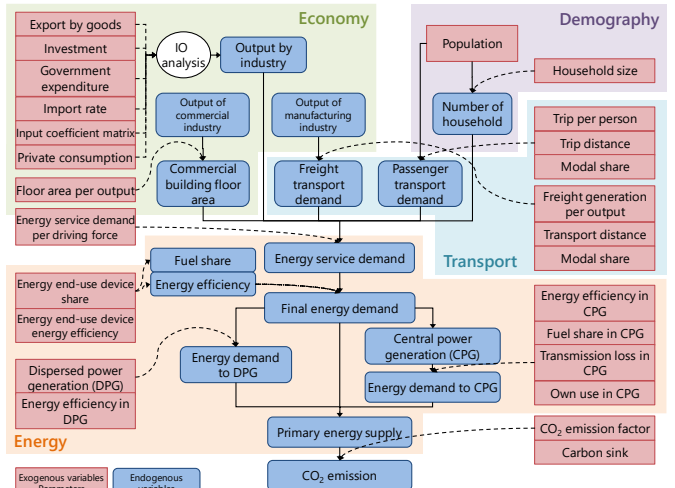 Economy
Demography
Export by goods
Investment
Government
expenditure
Import rate
Input coefficient matrix
Private consumption
IO
analysis
Output by
industry
Population
Household size
Number of
household
Output of
commercial
industry
Output of
manufacturing
industry
Trip per person
Trip distance
Modal share
Floor area per output
Commercial
building floor
area
Freight
transport
demand
Passenger
transport
demand
Freight generation
per output
Transport distance
Modal share
Energy service demand
per driving force
Energy service demand
Transport
Fuel share
Energy efficiency
Energy end-use device
share
Energy end-use device
energy efficiency
Final energy demand
Energy efficiency in
CPG
Fuel share in CPG
Transmission loss in
CPG
Own use in CPG
Central power
generation (CPG)
Energy demand
to DPG
Energy demand to CPG
Dispersed power
generation (DPG)
Energy efficiency in
DPG
Energy
Primary energy supply
CO₂ emission factor
Carbon sink
CO₂ emission
Exogenous variables
Parameters
Endogenous
variables